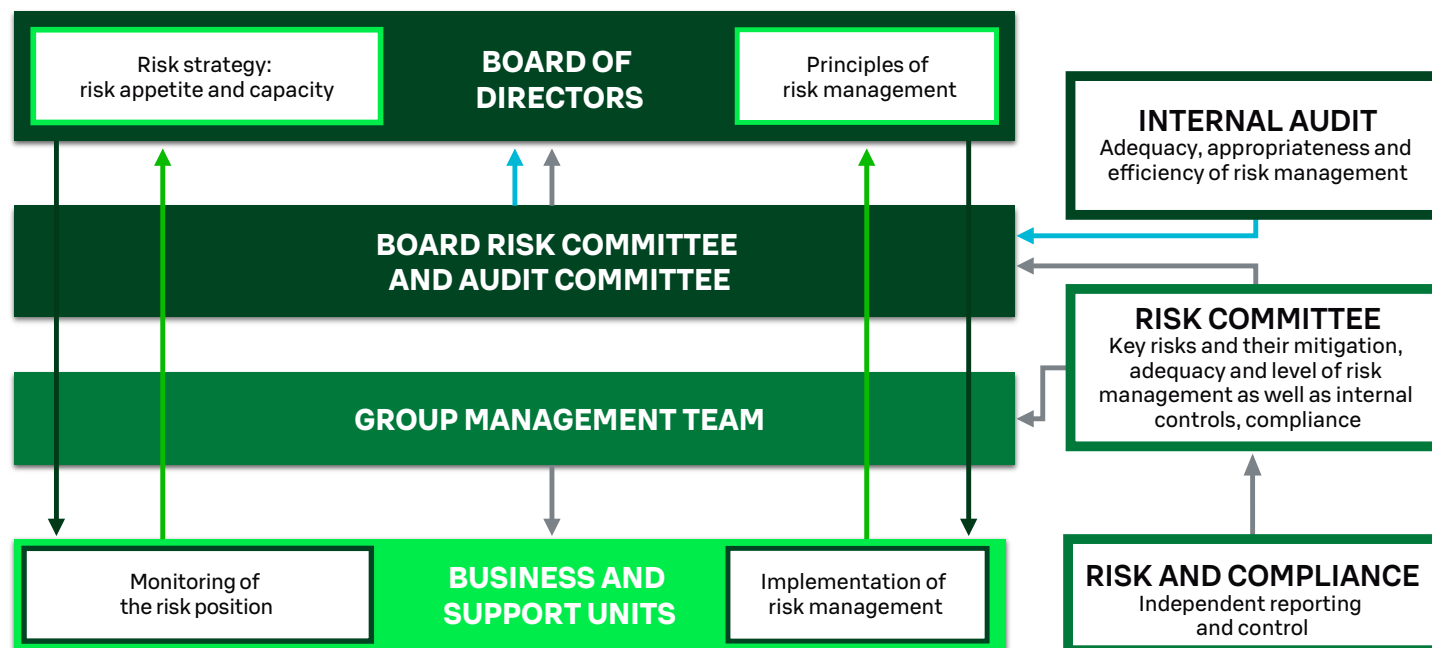 Risk strategy:
risk appetite and capacity
BOARD OF
DIRECTORS
Principles of
risk management
INTERNAL AUDIT
Adequacy, appropriateness and
efficiency of risk management
BOARD RISK COMMITTEE
AND AUDIT COMMITTEE
RISK COMMITTEE
Key risks and their mitigation,
adequacy and level of risk
management as well as internal
controls, compliance
GROUP MANAGEMENT TEAM
Monitoring of
the risk position
BUSINESS AND
SUPPORT UNITS
Implementation of
risk management
RISK AND COMPLIANCE
Independent reporting
and control